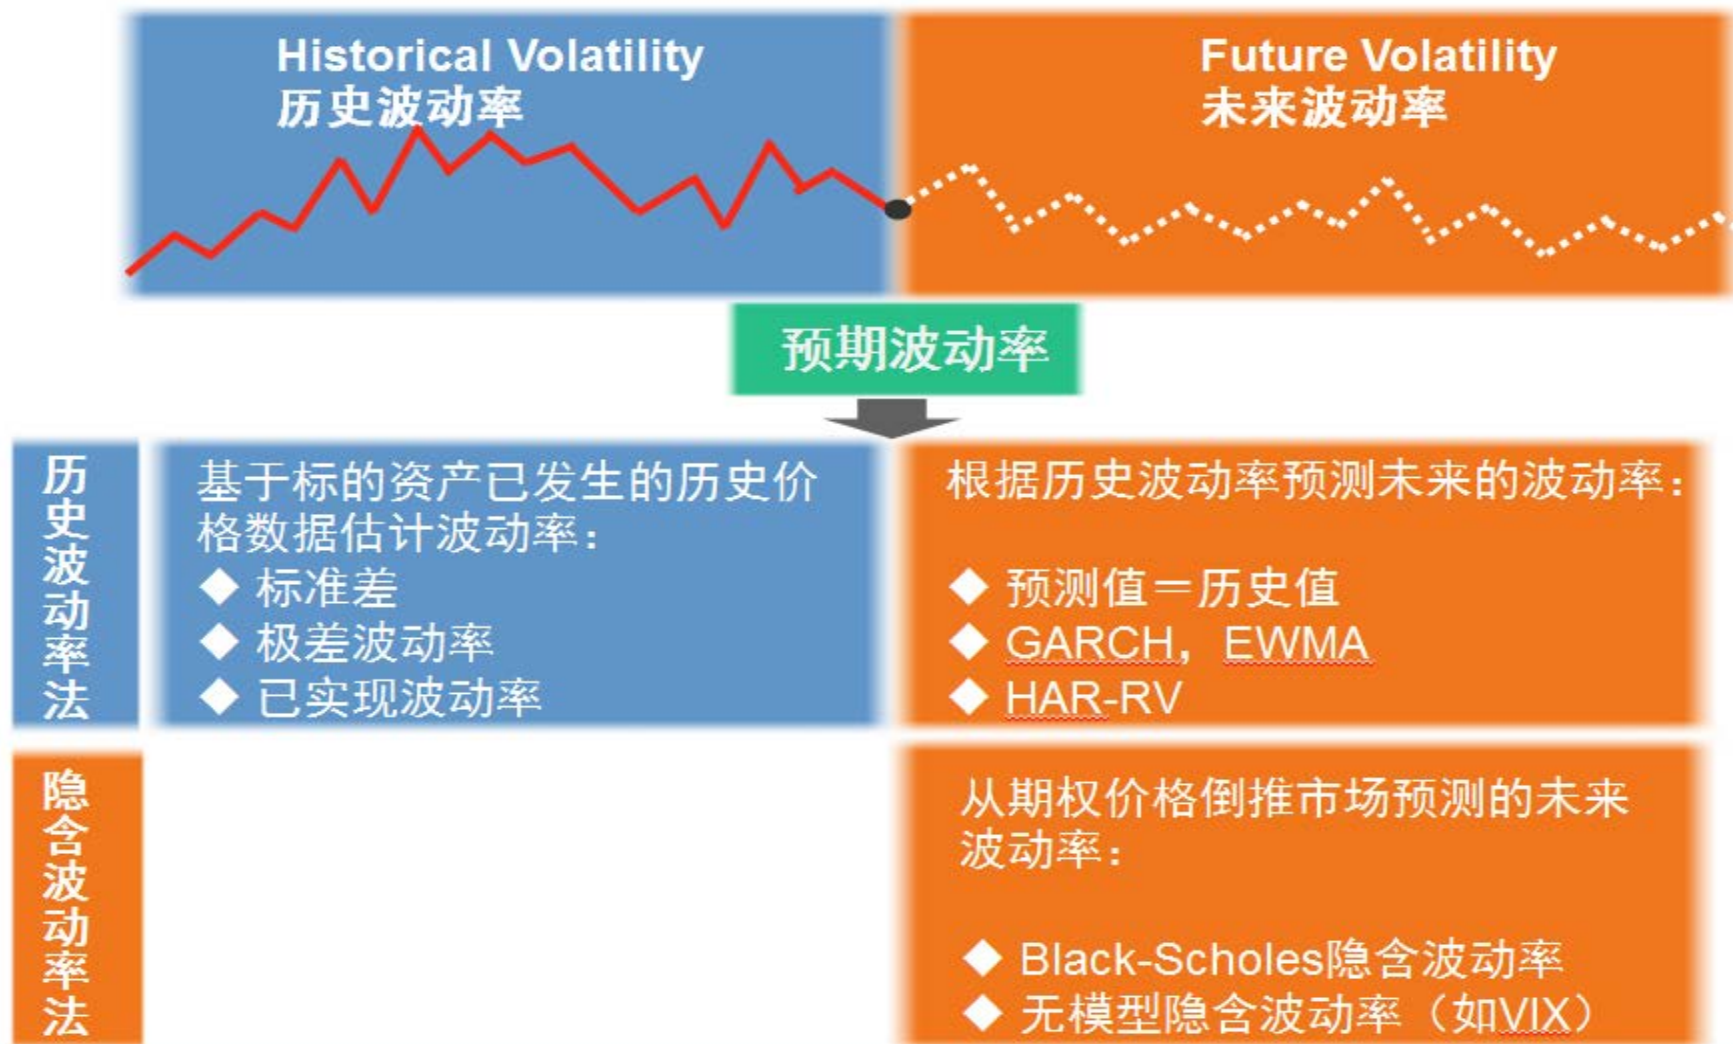 Historical Volatility
历史波动率
Future Volatility
未来波动率
预期波动率
历史波动率法
基于标的资产已发生的历史价
格数据估计波动率：
◆ 标准差
◆ 极差波动率
◆ 已实现波动率
根据历史波动率预测未来的波动率：
◆ 预测值＝历史值
◆ GARCH，EWMA
◆ HAR-RV
隐含波动率法
从期权价格倒推市场预测的未来
波动率：
◆ Black-Scholes隐含波动率
◆ 无模型隐含波动率（如VIX）